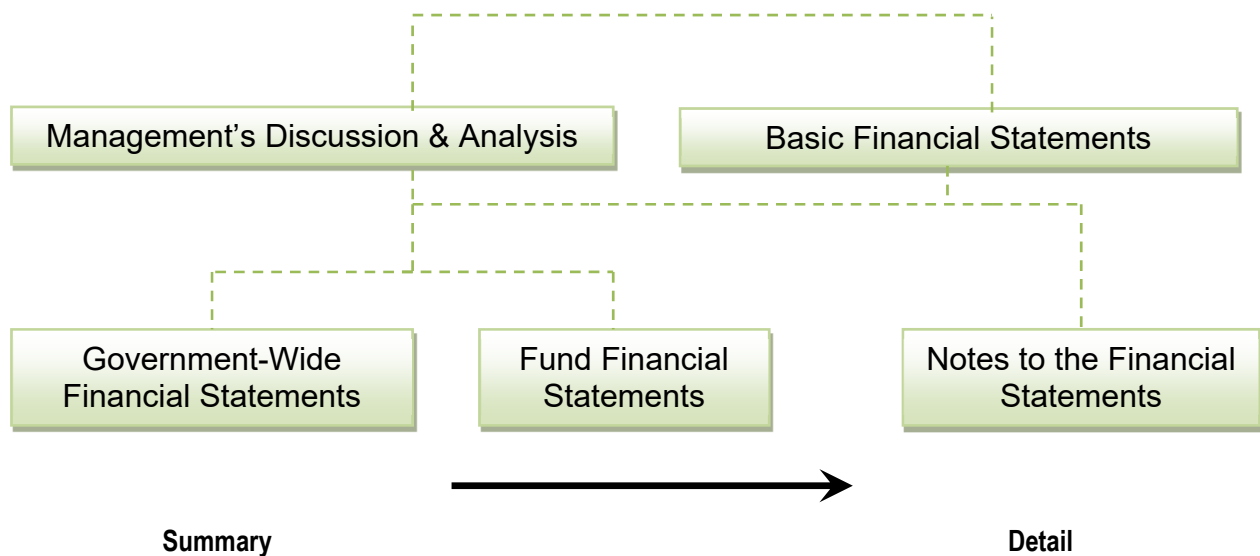 Management’s Discussion & Analysis
Basic Financial Statements
Government-Wide
Financial Statements
Fund Financial
Statements
Notes to the Financial
Statements
Summary
Detail